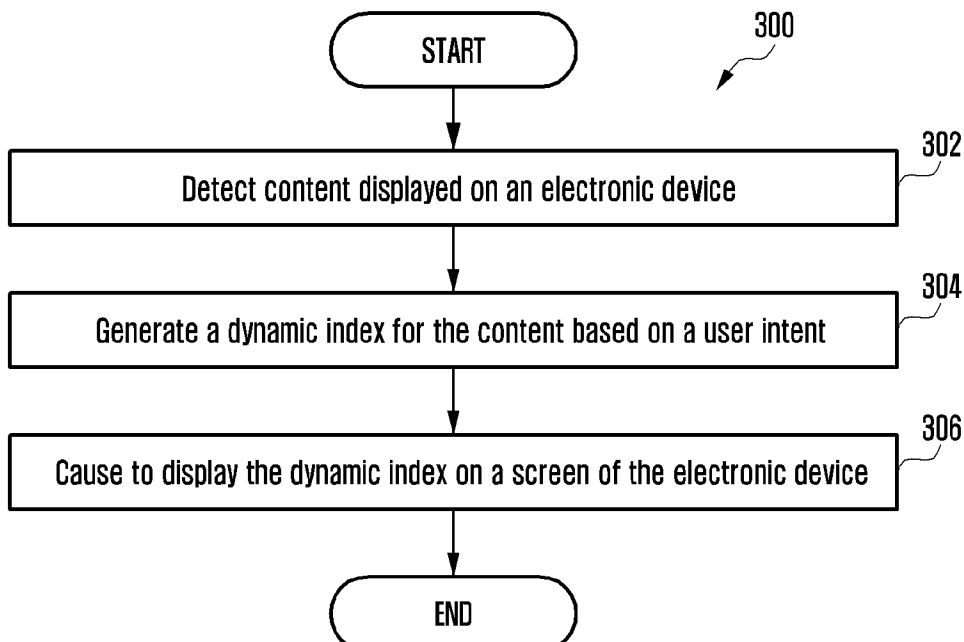 START
300
302
Detect content displayed on an electronic device
304
Generate a dynamic index for the content based on a user intent
306
Cause to display the dynamic index on a screen of the electronic device
END